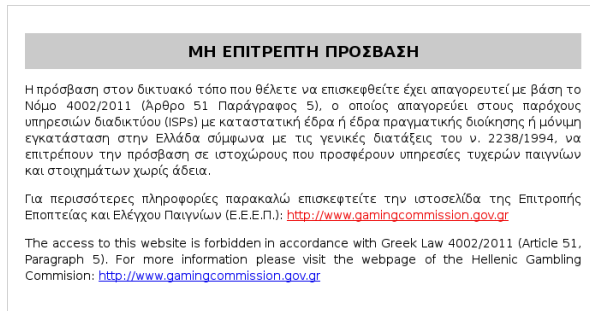 ΜΗ ΕΠΙΤΡΕΠΤΗ ΠΡΟΣΒΑΣΗ
Η πρόσβαση στον δικτυακό τόπο που θέλετε να επισκεφθείτε έχει απαγορευτεί με βάση το
Νόμο 4002/2011 (Άρθρο 51 Παράγραφος 5), ο οποίος απαγορεύει στους παρόχους
υπηρεσιών διαδικτύου (ISPs) με καταστατική έδρα ή έδρα πραγματικής διοίκησης ή μόνιμη
εγκατάσταση στην Ελλάδα σύμφωνα με τις γενικές διατάξεις του ν. 2238/1994, να
επιτρέπουν την πρόσβαση σε ιστοχώρους που προσφέρουν υπηρεσίες τυχερών παιγνίων
και στοιχημάτων χωρίς άδεια.
Για περισσότερες πληροφορίες παρακαλώ επισκεφτείτε την ιστοσελίδα της Επιτροπής
Εποπτείας και Ελέγχου Παιγνίων (Ε.Ε.Ε.Π.): http://www.gamingcommission.gov.gr
The access to this website is forbidden in accordance with Greek Law 4002/2011 (Article 51,
Paragraph 5). For more information please visit the webpage of the Hellenic Gambling
Commision: http://www.gamingcommission.gov.gr